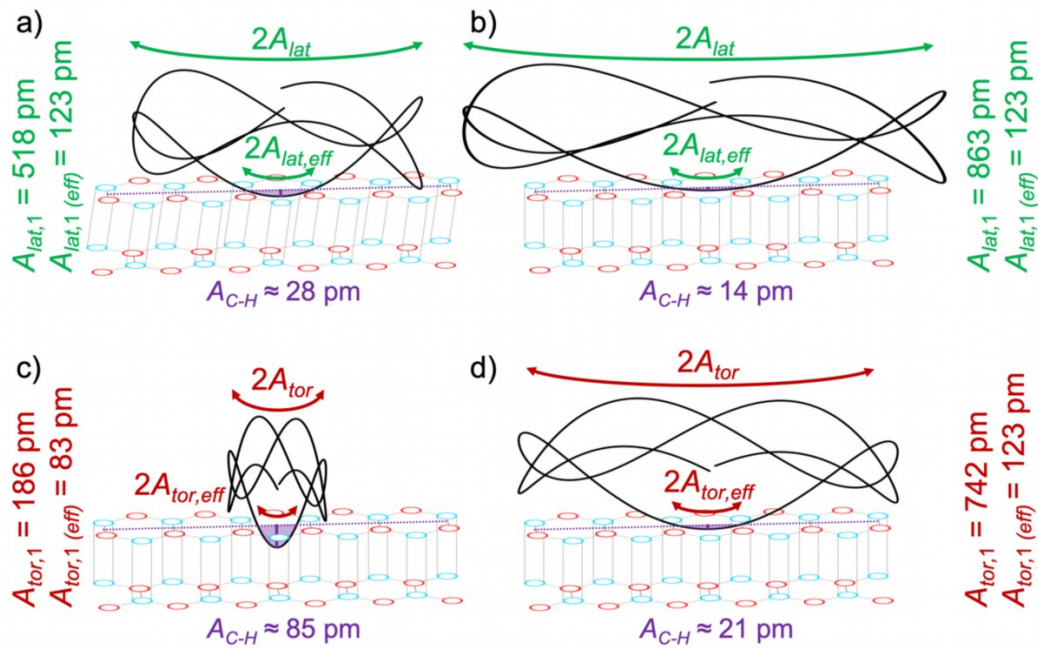 a)
2A_lat
A_lat,1 = 518 pm
A_lat,1 (eff) = 123 pm
2A_lat,eff
A_C-H ≈ 28 pm
b)
2A_lat
2A_lat,eff
A_lat,1 = 863 pm
A_lat,1 (eff) = 123 pm
A_C-H ≈ 14 pm
c)
2A_tor
A_tor,1 = 186 pm
A_tor,1 (eff) = 83 pm
2A_tor,eff
A_C-H ≈ 85 pm
d)
2A_tor
2A_tor,eff
A_tor,1 = 742 pm
A_tor,1 (eff) = 123 pm
A_C-H ≈ 21 pm